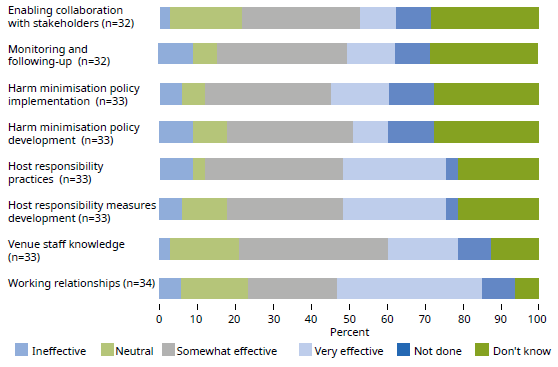 Enabling collaboration
with stakeholders (n=32)
Monitoring and
following-up (n=32)
Harm minimisation policy
implementation (n=33)
Harm minimisation policy
development (n=33)
Host responsibility
practices (n=33)
Host responsibility measures
development (n=33)
Venue staff knowledge
(n=33)
Working relationships (n=34)
0 10 20 30 40 50 60 70 80 90 100
Percent
Ineffective Neutral Somewhat effective Very effective Not done Don't know